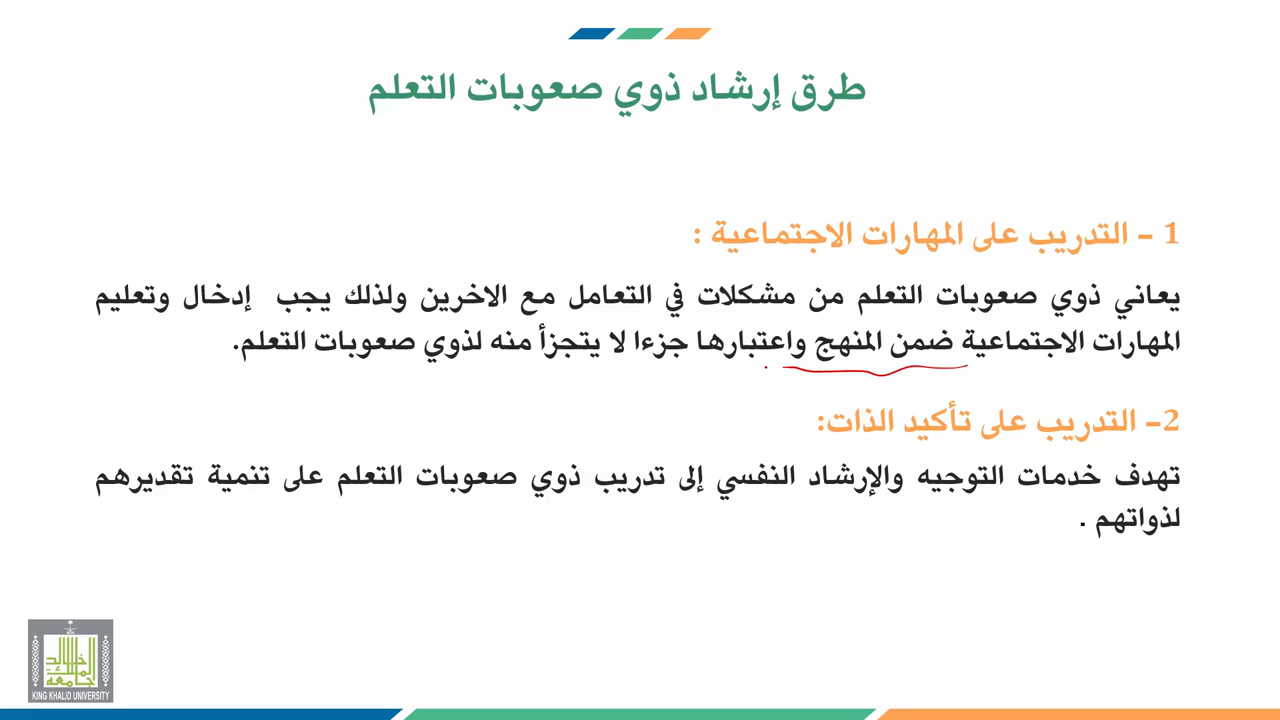 طرق إرشاد ذوي صعوبات التعلم
1 - التدريب على المهارات الاجتماعية :
يعاني ذوي صعوبات التعلم من مشكلات في التعامل مع الاخرين ولذلك يجب إدخال وتعليم
المهارات الاجتماعية ضمن المنهج واعتبارها جزءا لا يتجزأ منه لذوي صعوبات التعلم.
2- التدريب على تأكيد الذات:
تهدف خدمات التوجيه والإرشاد النفسي إلى تدريب ذوي صعوبات التعلم على تنمية تقديرهم
لذواتهم .
جامعة الملك خالد
KING KHALID UNIVERSITY